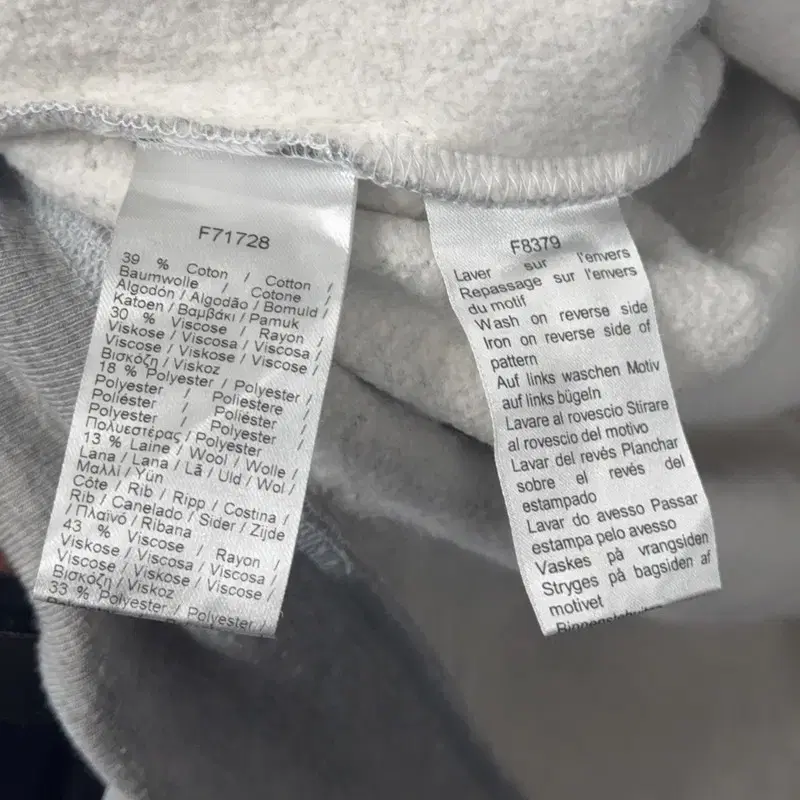 F71728
39 % Coton / Cotton /
Baumwolle / Cotone /
Algodón / Algodão / Bomuld
Katoen / Βαμβάκι / Pamuk
30 % Viscose / Rayon /
Viskose / Viscosa / Viscosa /
Viscose / Viskose / Viscose /
Βισκόζη / Viskoz
18 % Polyester / Polyester /
Polyester / Poliestere /
Poliéster / Poliéster /
Polyester / Polyester /
Πολυεστέρας / Polyester
13 % Laine / Wool / Wolle /
Lana / Lana / Lã / Uld / Wol /
Μαλλί / Yün
Côte / Rib / Ripp / Costina /
Rib / Canelado / Sider / Zijde
/ Πλαϊνό / Ribana
43 % Viscose / Rayon /
Viskose / Viscosa / Viscosa /
Viscose / Viskose / Viscose /
Βισκόζη / Viskoz
33 % Polyester / Polyester /
F8379
Laver sur l'envers
Repassage sur l'envers
du motif
Wash on reverse side
Iron on reverse side of
pattern
Auf links waschen Motiv
auf links bügeln
Lavare al rovescio Stirare
al rovescio del motivo
Lavar del revés Planchar
sobre el revés del
estampado
Lavar do avesso Passar
estampa pelo avesso
Vaskes på vrangsiden
Stryges på bagsiden af
motivet